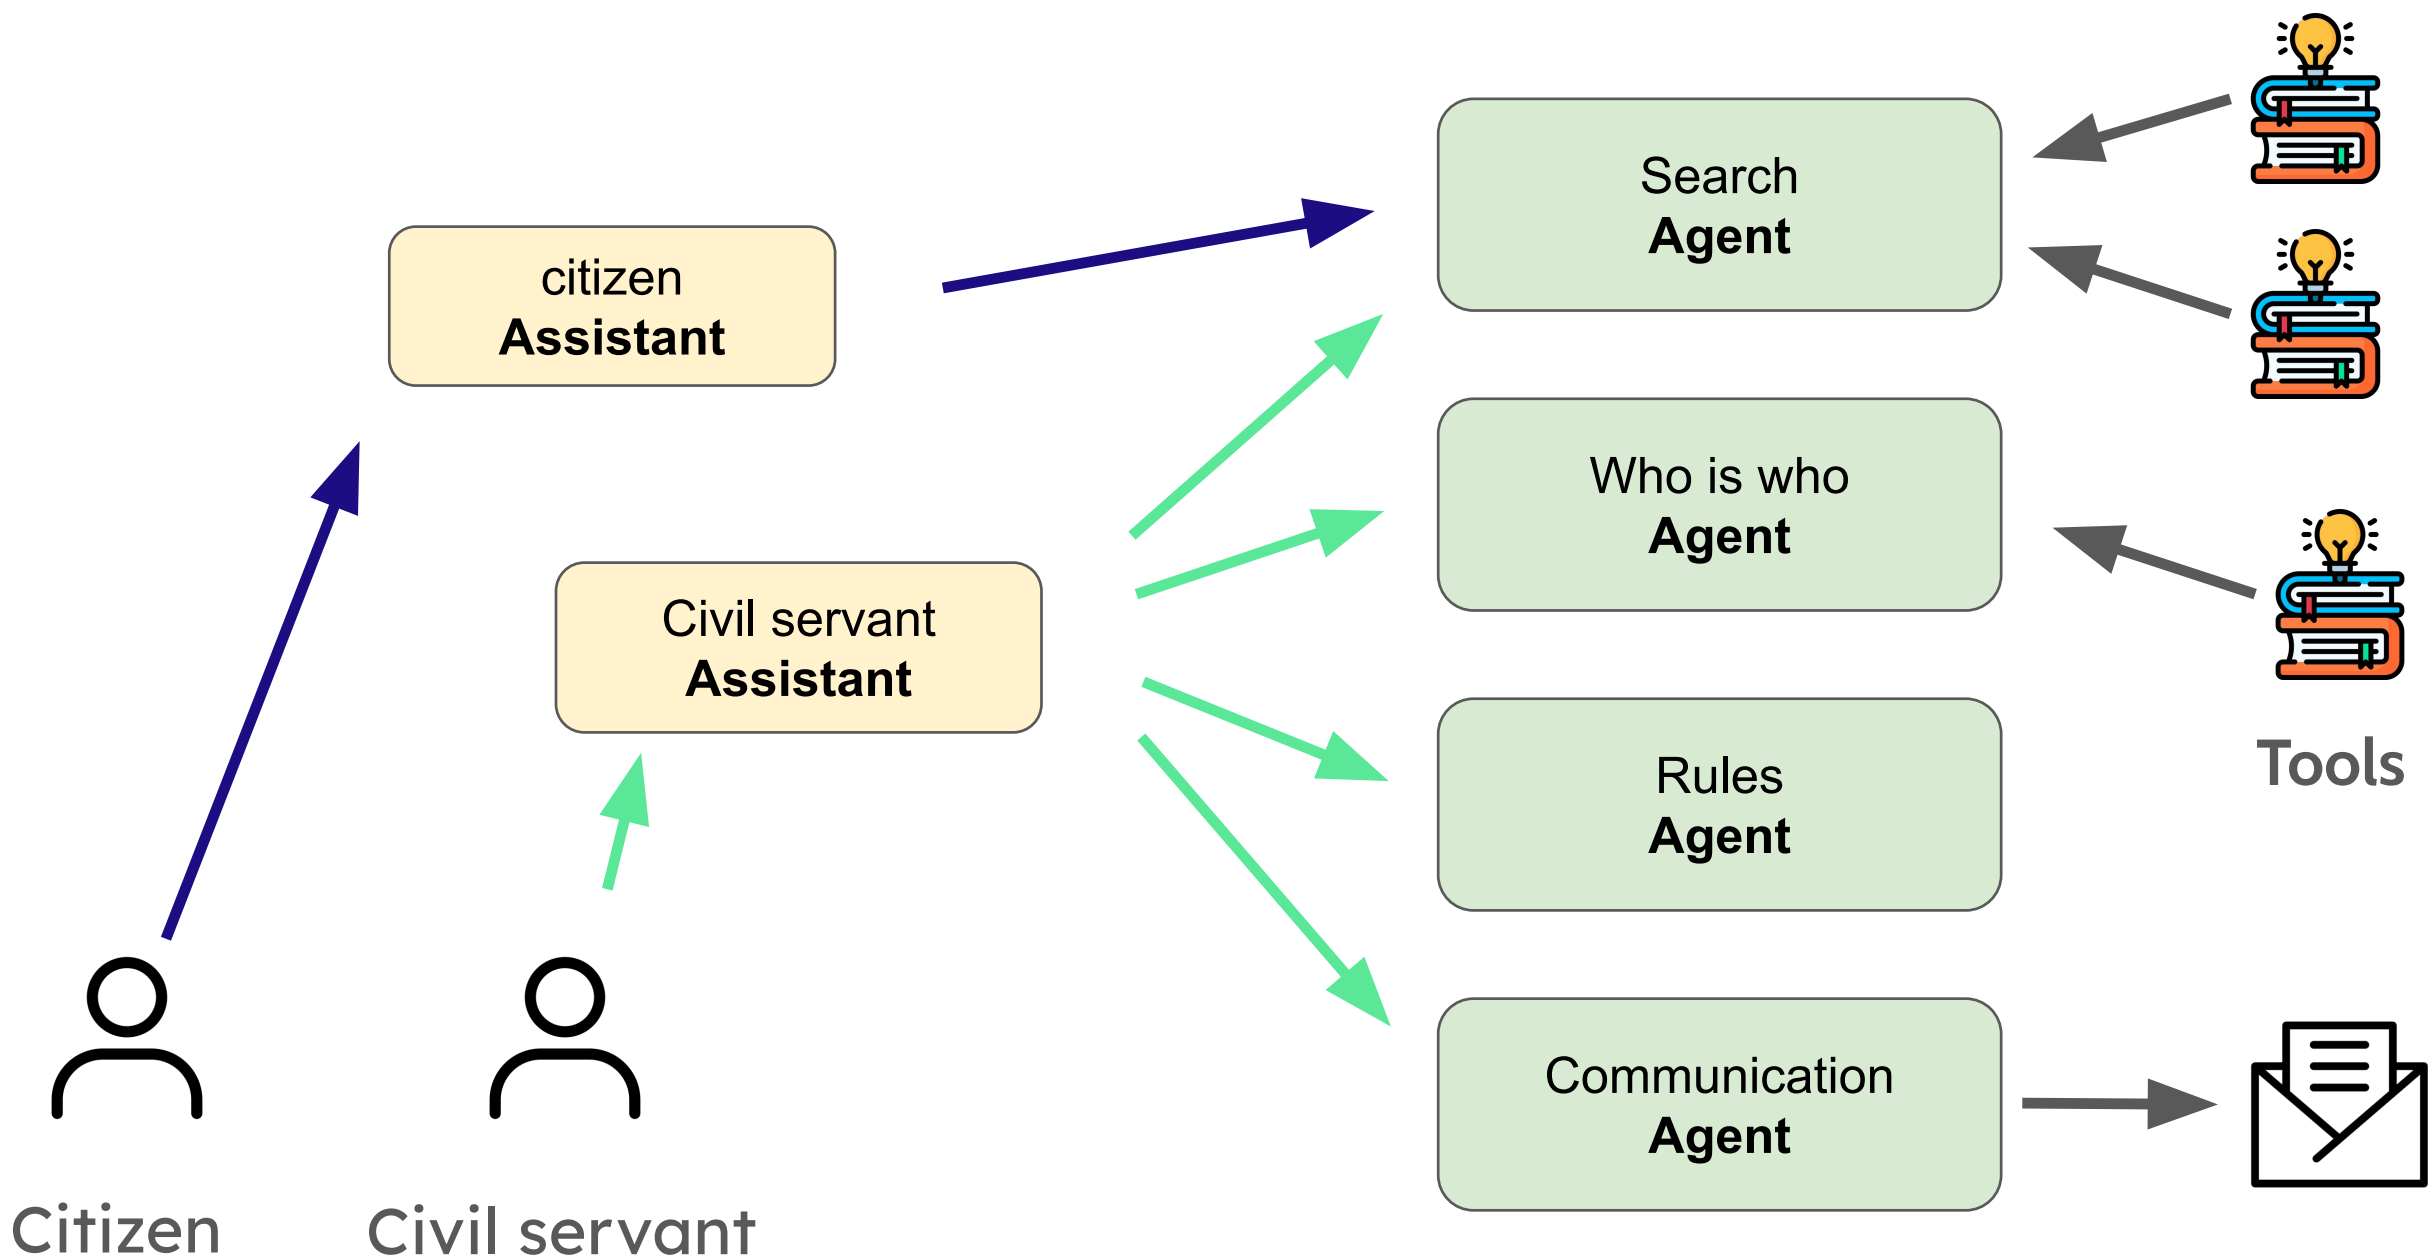 Search
Agent
citizen
Assistant
Who is who
Agent
Civil servant
Assistant
Rules
Agent
Tools
Communication
Agent
Citizen
Civil servant